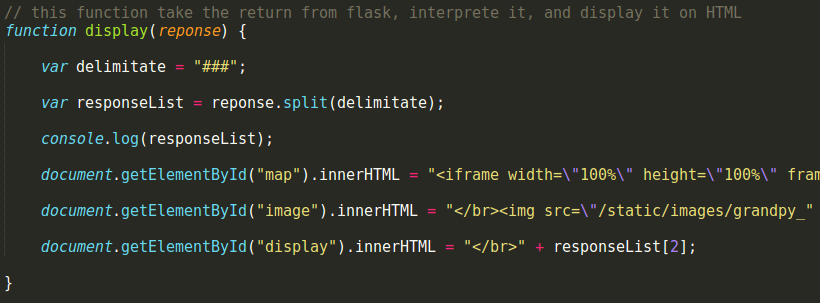 // this function take the return from flask, interprete it, and display it on HTML
function display(reponse) {
var delimitate = "###";
var responseList = reponse.split(delimitate);
console.log(responseList);
document.getElementById("map").innerHTML = "<iframe width=\"100%\" height=\"100%\" fram
document.getElementById("image").innerHTML = "</br><img src=\"/static/images/grandpy_"
document.getElementById("display").innerHTML = "</br>" + responseList[2];
}